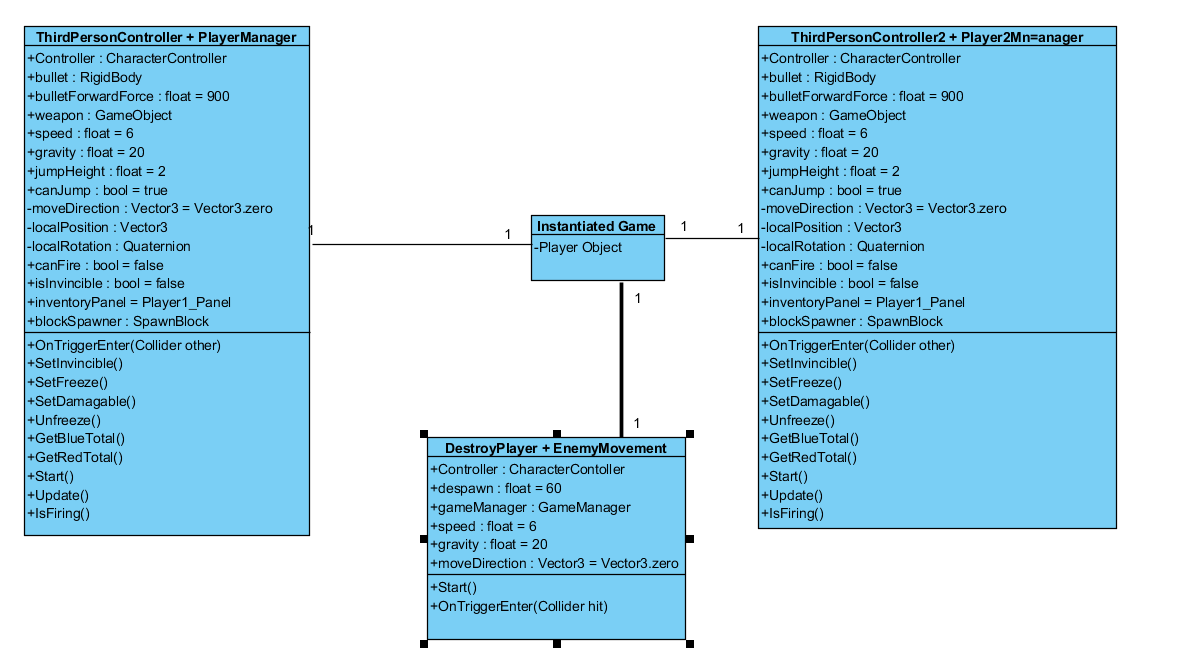 ThirdPersonController + PlayerManager
+Controller : CharacterController
+bullet : RigidBody
+bulletForwardForce : float = 900
+weapon : GameObject
+speed : float = 6
+gravity : float = 20
+jumpHeight : float = 2
+canJump : bool = true
-moveDirection : Vector3 = Vector3.zero
-localPosition : Vector3
-localRotation : Quaternion
+canFire : bool = false
+isInvincible : bool = false
+inventoryPanel = Player1_Panel
+blockSpawner : SpawnBlock
+OnTriggerEnter(Collider other)
+SetInvincible()
+SetFreeze()
+SetDamagable()
+Unfreeze()
+GetBlueTotal()
+GetRedTotal()
+Start()
+Update()
+IsFiring()
1
1
Instantiated Game
-Player Object
1
1
ThirdPersonController2 + Player2Mn=anager
+Controller : CharacterController
+bullet : RigidBody
+bulletForwardForce : float = 900
+weapon : GameObject
+speed : float = 6
+gravity : float = 20
+jumpHeight : float = 2
+canJump : bool = true
-moveDirection : Vector3 = Vector3.zero
-localPosition : Vector3
-localRotation : Quaternion
+canFire : bool = false
+isInvincible : bool = false
+inventoryPanel = Player1_Panel
+blockSpawner : SpawnBlock
+OnTriggerEnter(Collider other)
+SetInvincible()
+SetFreeze()
+SetDamagable()
+Unfreeze()
+GetBlueTotal()
+GetRedTotal()
+Start()
+Update()
+IsFiring()
1
1
DestroyPlayer + EnemyMovement
+Controller : CharacterContoller
+despawn : float = 60
+gameManager : GameManager
+speed : float = 6
+gravity : float = 20
+moveDirection : Vector3 = Vector3.zero
+Start()
+OnTriggerEnter(Collider hit)